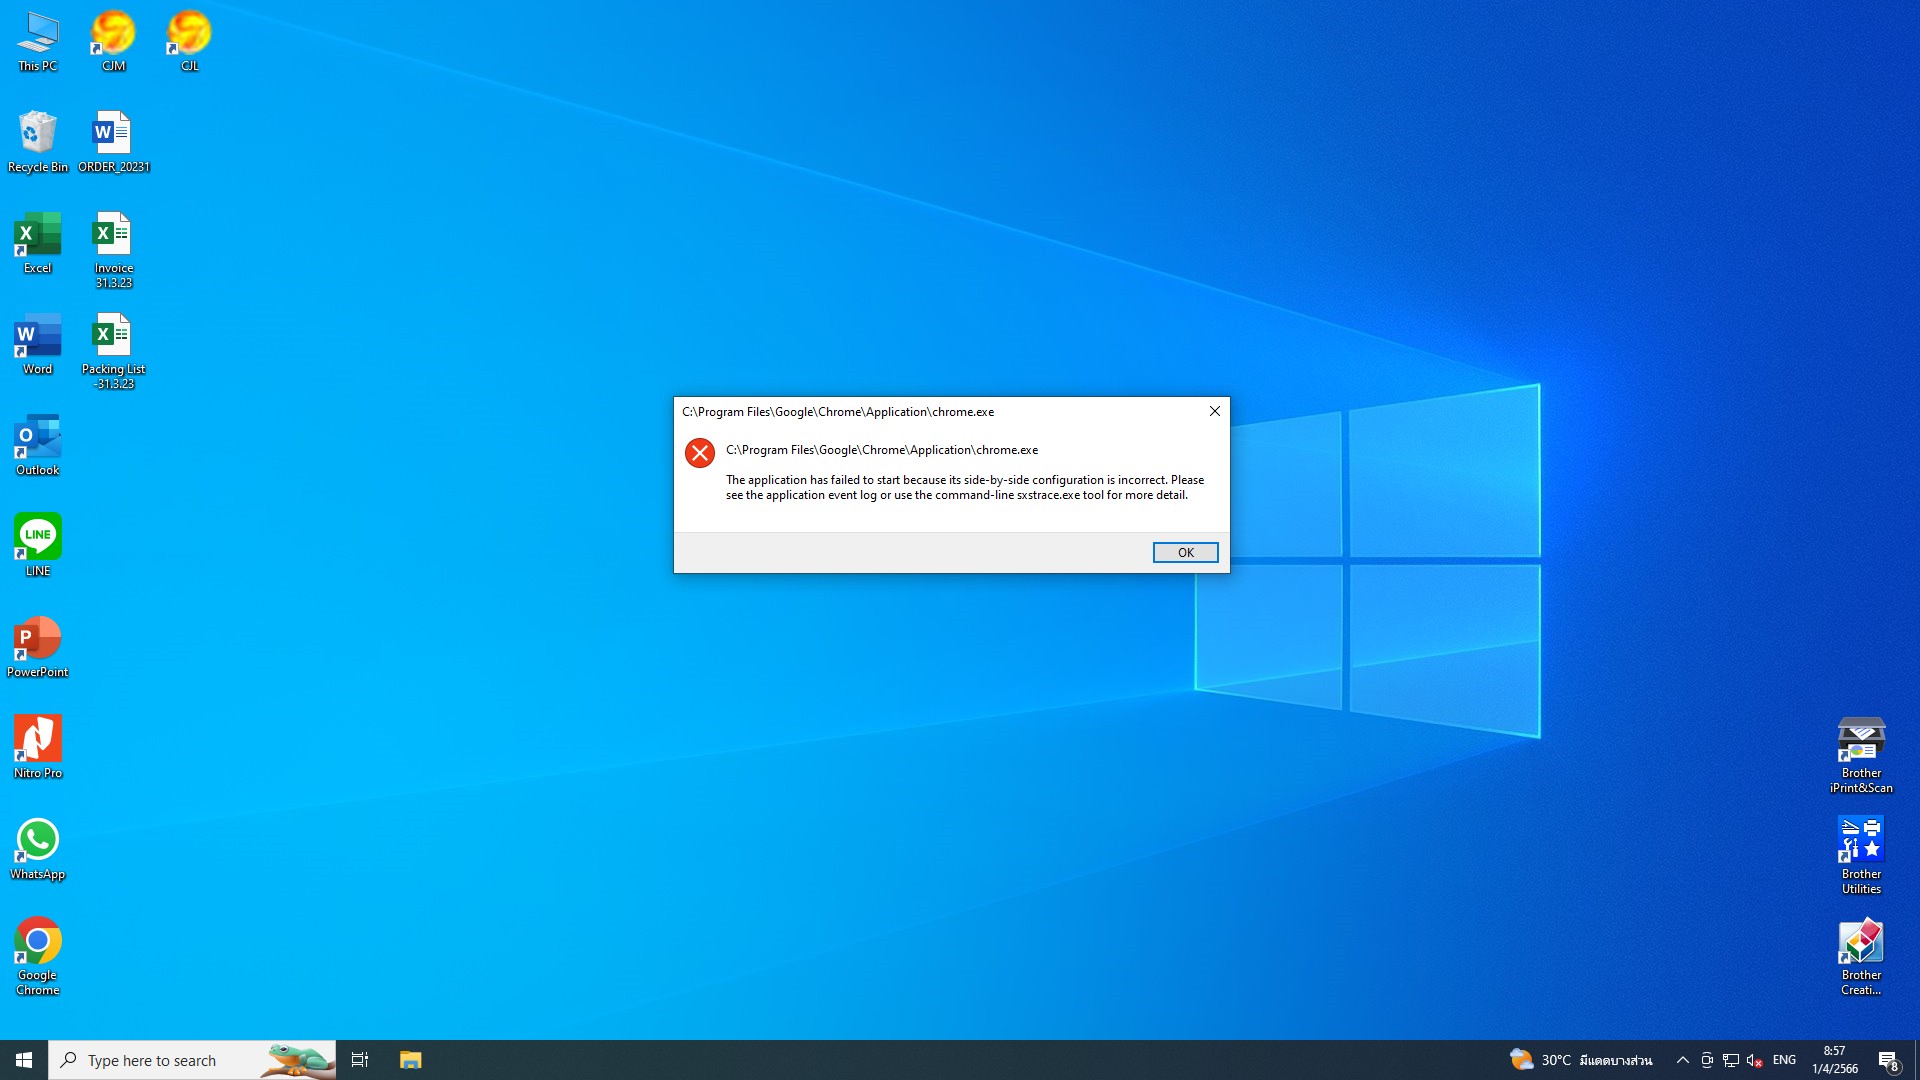 This PC
CJM
CJL
Recycle Bin
ORDER_20231
Excel
Invoice
31.3.23
Word
Packing List
-31.3.23
Outlook
LINE
LINE
PowerPoint
Nitro Pro
WhatsApp
Google
Chrome
C:\Program Files\Google\Chrome\Application\chrome.exe
C:\Program Files\Google\Chrome\Application\chrome.exe
The application has failed to start because its side-by-side configuration is incorrect. Please
see the application event log or use the command-line sxstrace.exe tool for more detail.
OK
Brother
iPrint&Scan
Brother
Utilities
Brother
Creati...
Type here to search
30°C มีแดดบางส่วน
ENG
8:57
1/4/2566
8